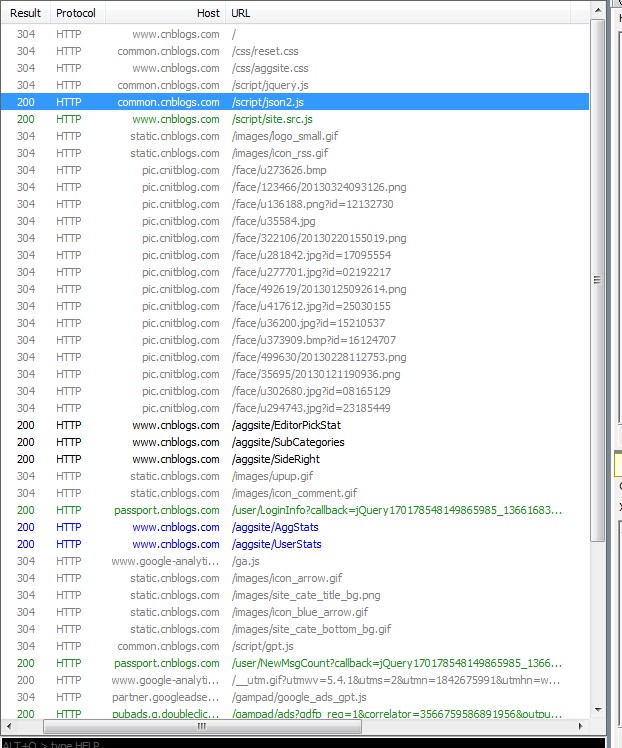 Result Protocol Host URL
304 HTTP www.cnblogs.com /
304 HTTP common.cnblogs.com /css/reset.css
304 HTTP www.cnblogs.com /css/aggsite.css
304 HTTP common.cnblogs.com /script/jquery.js
200 HTTP common.cnblogs.com /script/json2.js
200 HTTP www.cnblogs.com /script/site.src.js
304 HTTP static.cnblogs.com /images/logo_small.gif
304 HTTP static.cnblogs.com /images/icon_rss.gif
304 HTTP pic.cnitblog.com /face/u273626.bmp
304 HTTP pic.cnitblog.com /face/123466/20130324093126.png
304 HTTP pic.cnitblog.com /face/u136188.png?id=12132730
304 HTTP pic.cnitblog.com /face/u35584.jpg
304 HTTP pic.cnitblog.com /face/322106/20130220155019.png
304 HTTP pic.cnitblog.com /face/u281842.jpg?id=17095554
304 HTTP pic.cnitblog.com /face/u277701.jpg?id=02192217
304 HTTP pic.cnitblog.com /face/492619/20130125092614.png
304 HTTP pic.cnitblog.com /face/u417612.jpg?id=25030155
304 HTTP pic.cnitblog.com /face/u36200.jpg?id=15210537
304 HTTP pic.cnitblog.com /face/u373909.bmp?id=16124707
304 HTTP pic.cnitblog.com /face/499630/20130228112753.png
304 HTTP pic.cnitblog.com /face/35695/20130121190936.png
304 HTTP pic.cnitblog.com /face/u302680.jpg?id=08165129
304 HTTP pic.cnitblog.com /face/u294743.jpg?id=23185449
200 HTTP www.cnblogs.com /aggsite/EditorPickStat
200 HTTP www.cnblogs.com /aggsite/SubCategories
200 HTTP www.cnblogs.com /aggsite/SideRight
304 HTTP static.cnblogs.com /images/upup.gif
304 HTTP static.cnblogs.com /images/icon_comment.gif
200 HTTP passport.cnblogs.com /user/LoginInfo?callback=jQuery170178548149865985_13661683...
200 HTTP www.cnblogs.com /aggsite/AggStats
200 HTTP www.cnblogs.com /aggsite/UserStats
304 HTTP www.google-analyti... /ga.js
304 HTTP static.cnblogs.com /images/icon_arrow.gif
304 HTTP static.cnblogs.com /images/site_cate_title_bg.png
304 HTTP static.cnblogs.com /images/icon_blue_arrow.gif
304 HTTP static.cnblogs.com /images/site_cate_bottom_bg.gif
304 HTTP common.cnblogs.com /script/gpt.js
200 HTTP passport.cnblogs.com /user/NewMsgCount?callback=jQuery170178548149865985_1366...
200 HTTP www.google-analyti... /__utm.gif?utmwv=5.4.1&utms=2&utmn=1842675991&utmhn=w...
304 HTTP partner.googleadse... /gampad/google_ads_gpt.js
200 HTTP pubads.g.doubleclic... /gampad/ads?gdfp_req=1&correlator=3566759586891956&outpu...
ALT+Q > type HELP